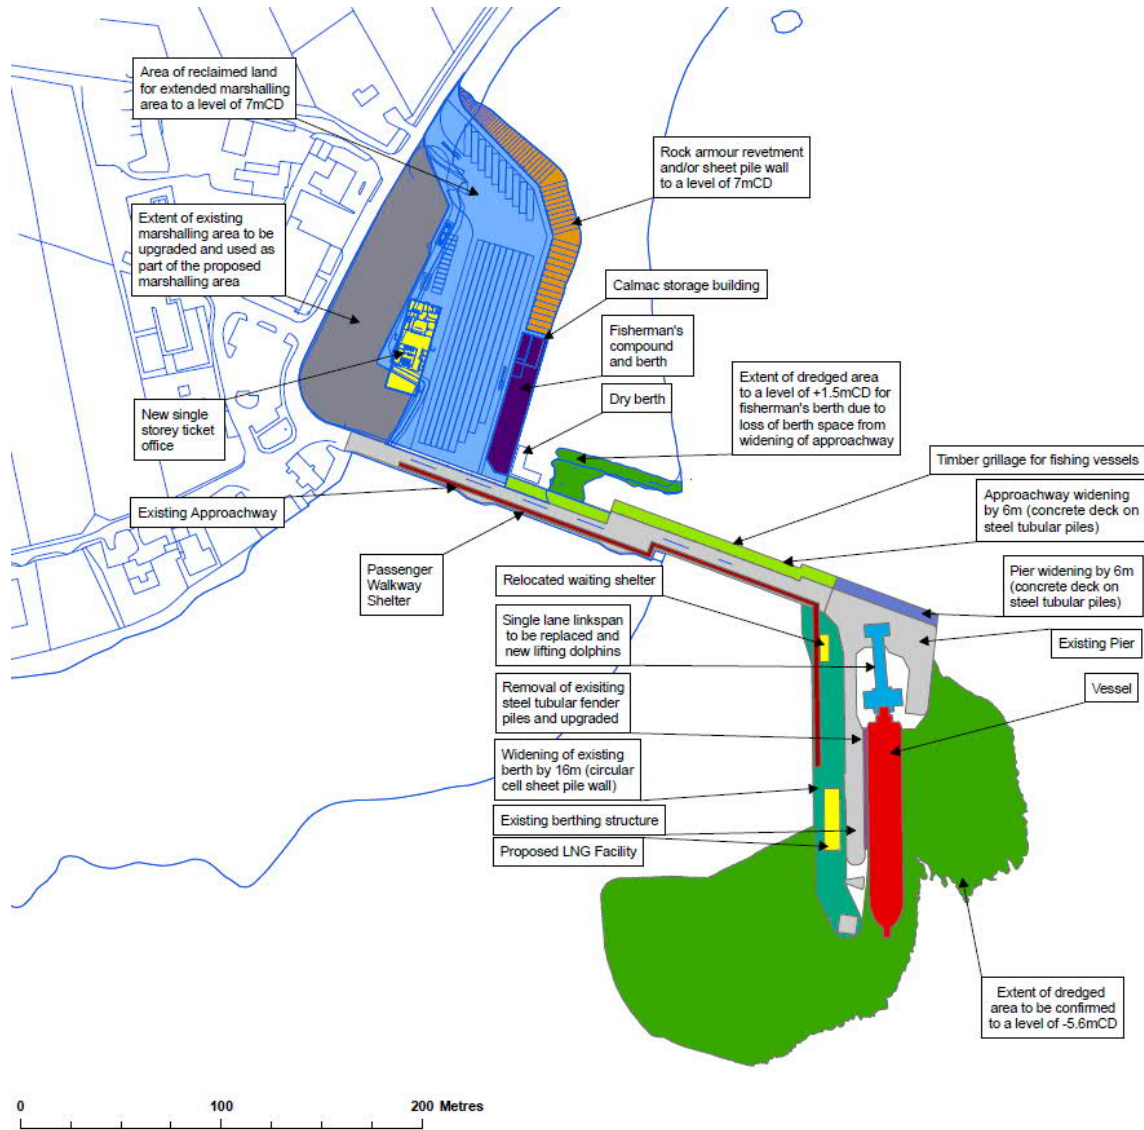 Area of reclaimed land
for extended marshalling
area to a level of 7mCD
Rock armour revetment
and/or sheet pile wall
to a level of 7mCD
Extent of existing
marshalling area to be
upgraded and used as
part of the proposed
marshalling area
Calmac storage building
Fisherman's
compound
and berth
Extent of dredged area
to a level of +1.5mCD for
fisherman's berth due to
loss of berth space from
widening of approachway
Dry berth
New single
storey ticket
office
Timber grillage for fishing vessels
Approachway widening
by 6m (concrete deck on
steel tubular piles)
Existing Approachway
Passenger
Walkway
Shelter
Relocated waiting shelter
Pier widening by 6m
(concrete deck on
steel tubular piles)
Single lane linkspan
to be replaced and
new lifting dolphins
Existing Pier
Removal of exisiting
steel tubular fender
piles and upgraded
Vessel
Widening of existing
berth by 16m (circular
cell sheet pile wall)
Existing berthing structure
Proposed LNG Facility
Extent of dredged
area to be confirmed
to a level of -5.6mCD
0 100 200 Metres